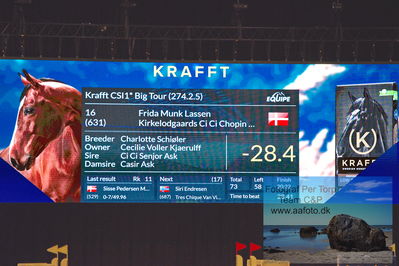 KRAFFT
Krafft CSI1* Big Tour (274.2.5)
EQUIPE
16 Frida Munk Lassen
(631) Kirkelodgaards Ci Ci Chopin ...
Breeder Charlotte Schiøler
Owner Cecilie Voller Kjaerulff
Sire Ci Ci Senjor Ask
Damsire Casir Ask
-28.4
K
KRAFFT
Last result Rk 11 Next (17) Total Left
Sisse Pedersen M... Siri Endresen 73 58
(529) 0-7/49.96 (687) Tres Chique Van Vi... Time to beat
Fotograf Per Torp
Team C&P
www.aafoto.dk